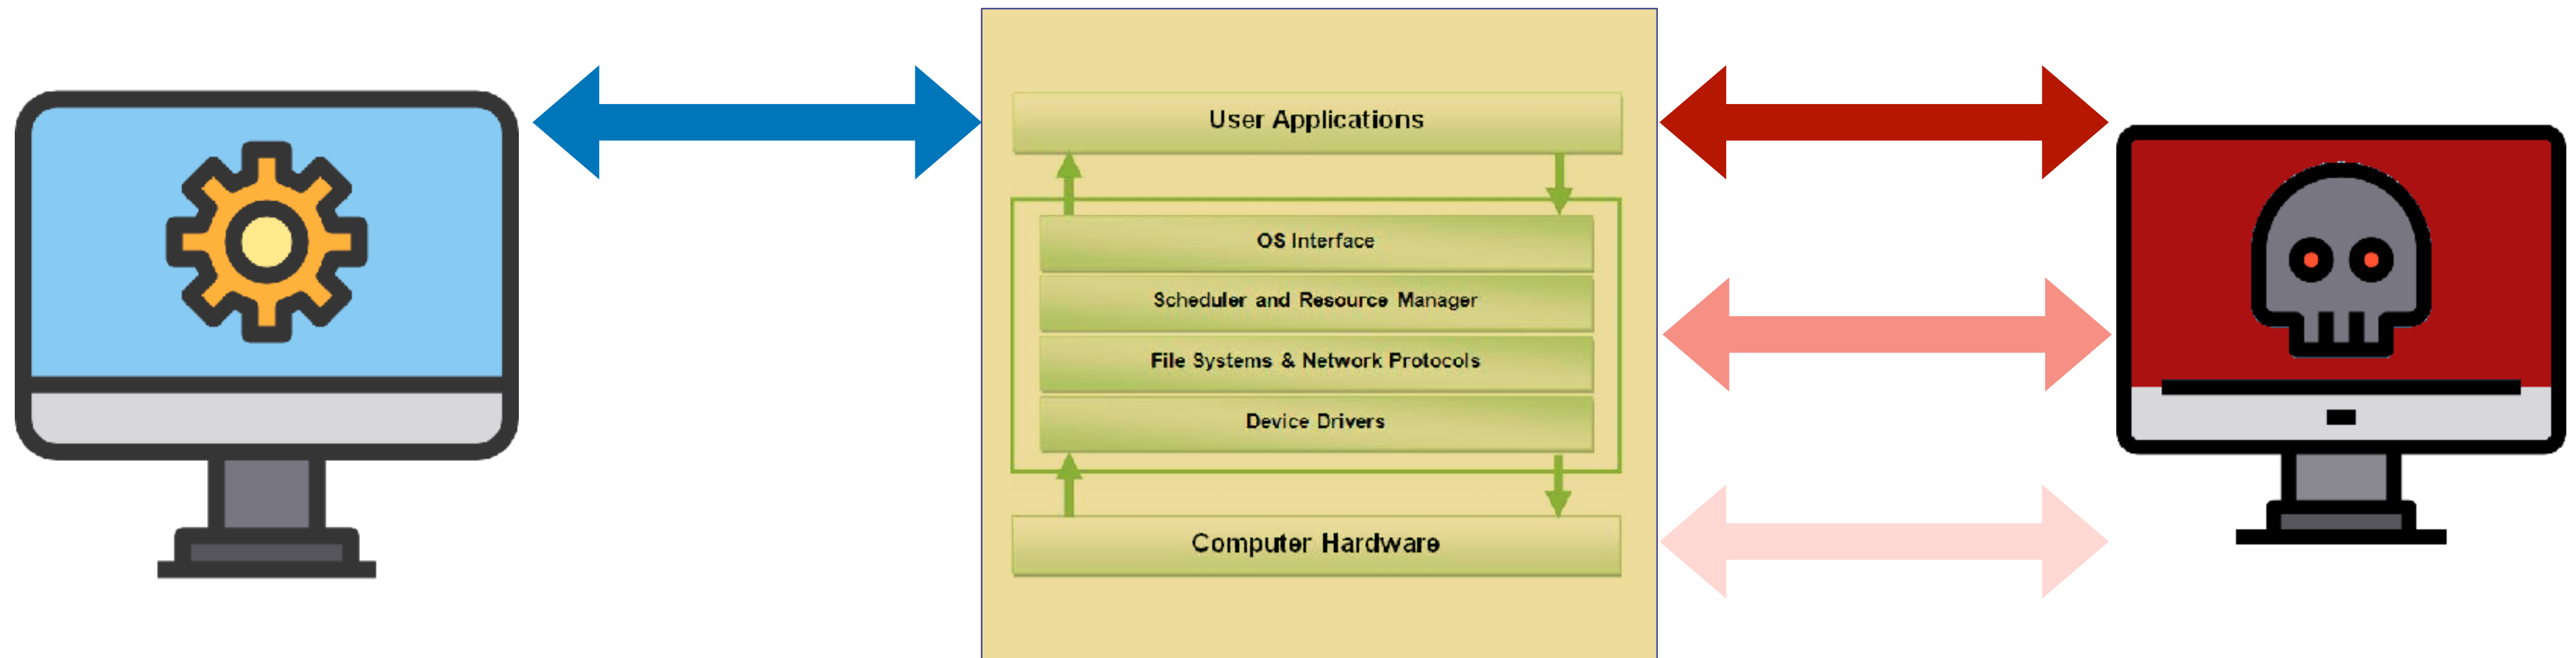 User Applications
OS Interface
Scheduler and Resource Manager
File Systems & Network Protocols
Device Drivers
Computer Hardware